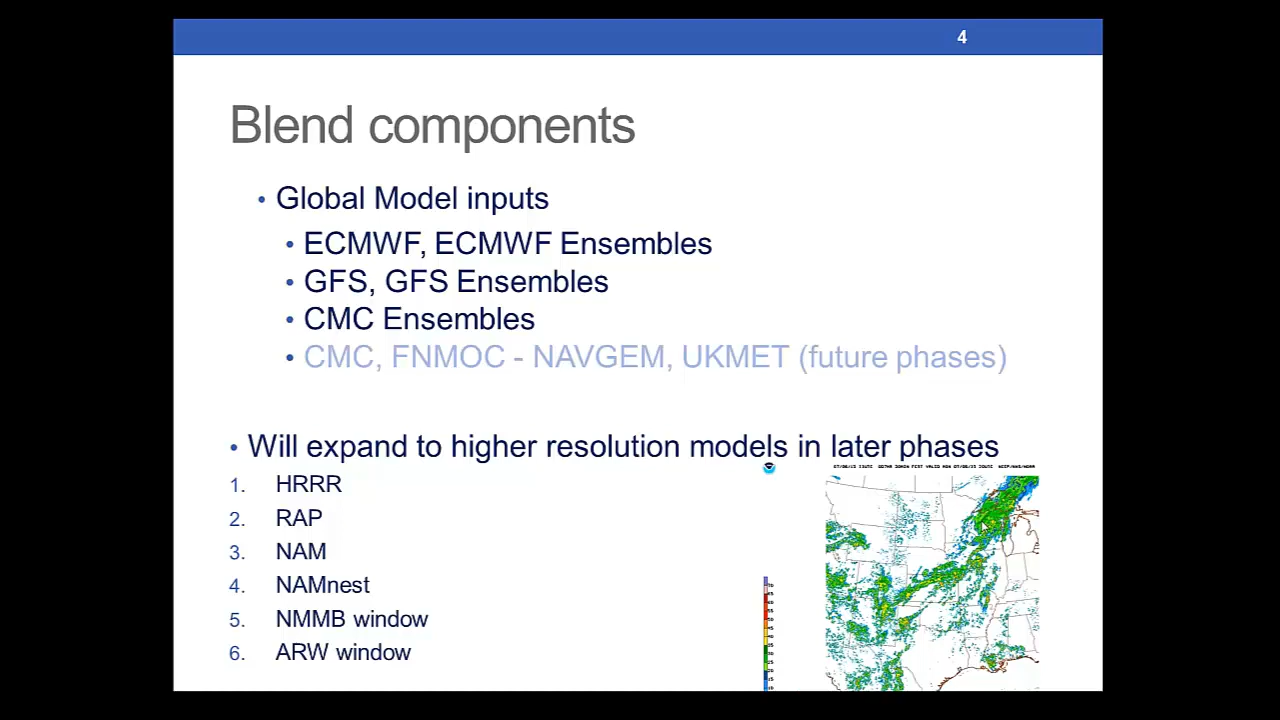 4
Blend components
• Global Model inputs
• ECMWF, ECMWF Ensembles
• GFS, GFS Ensembles
• CMC Ensembles
• CMC, FNMOC - NAVGEM, UKMET (future phases)
• Will expand to higher resolution models in later phases
1. HRRR
2. RAP
3. NAM
4. NAMnest
5. NMMB window
6. ARW window